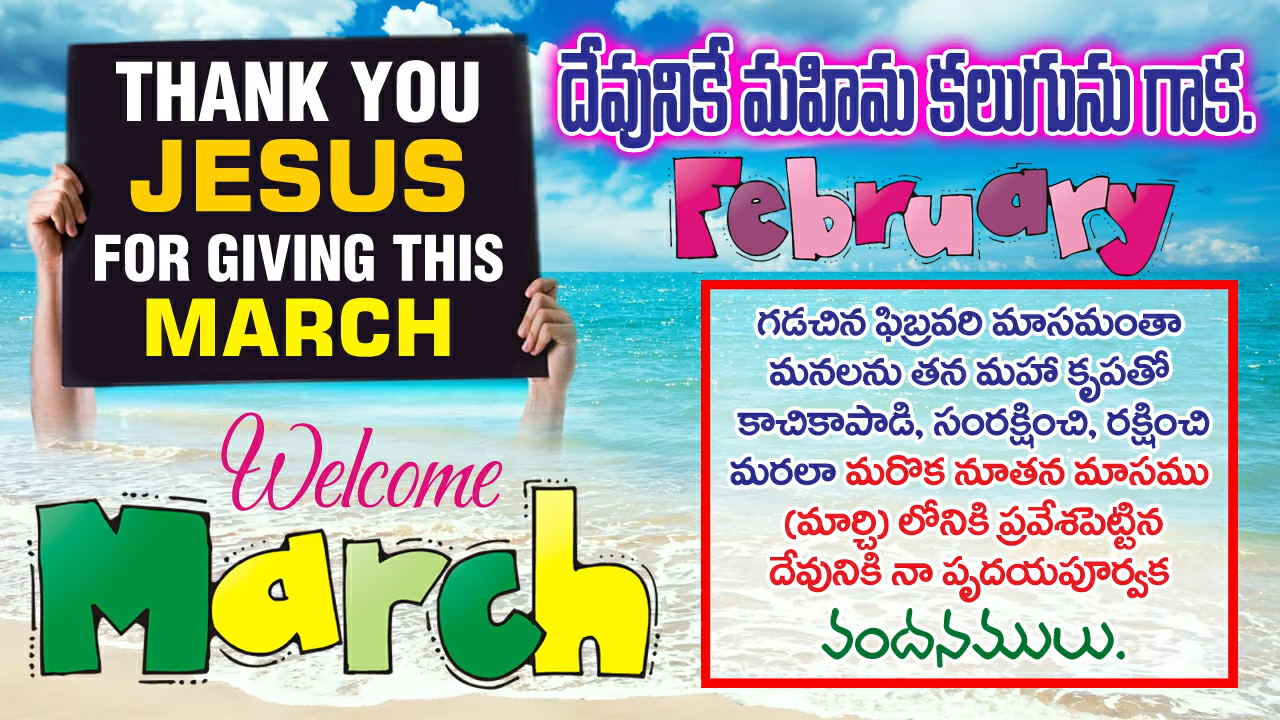 THANK YOU
JESUS
FOR GIVING THIS
MARCH
దేవునికే మహిమ కలుగును గాక.
February
గడచిన ఫిబ్రవరి మాసమంతా
మనలను తన మహా కృపతో
కాచికాపాడి, సంరక్షించి, రక్షించి
మరలా మరొక నూతన మాసము
(మార్చి) లోనికి ప్రవేశపెట్టిన
దేవునికి నా పృదయపూర్వక
వందనములు.
Welcome
March